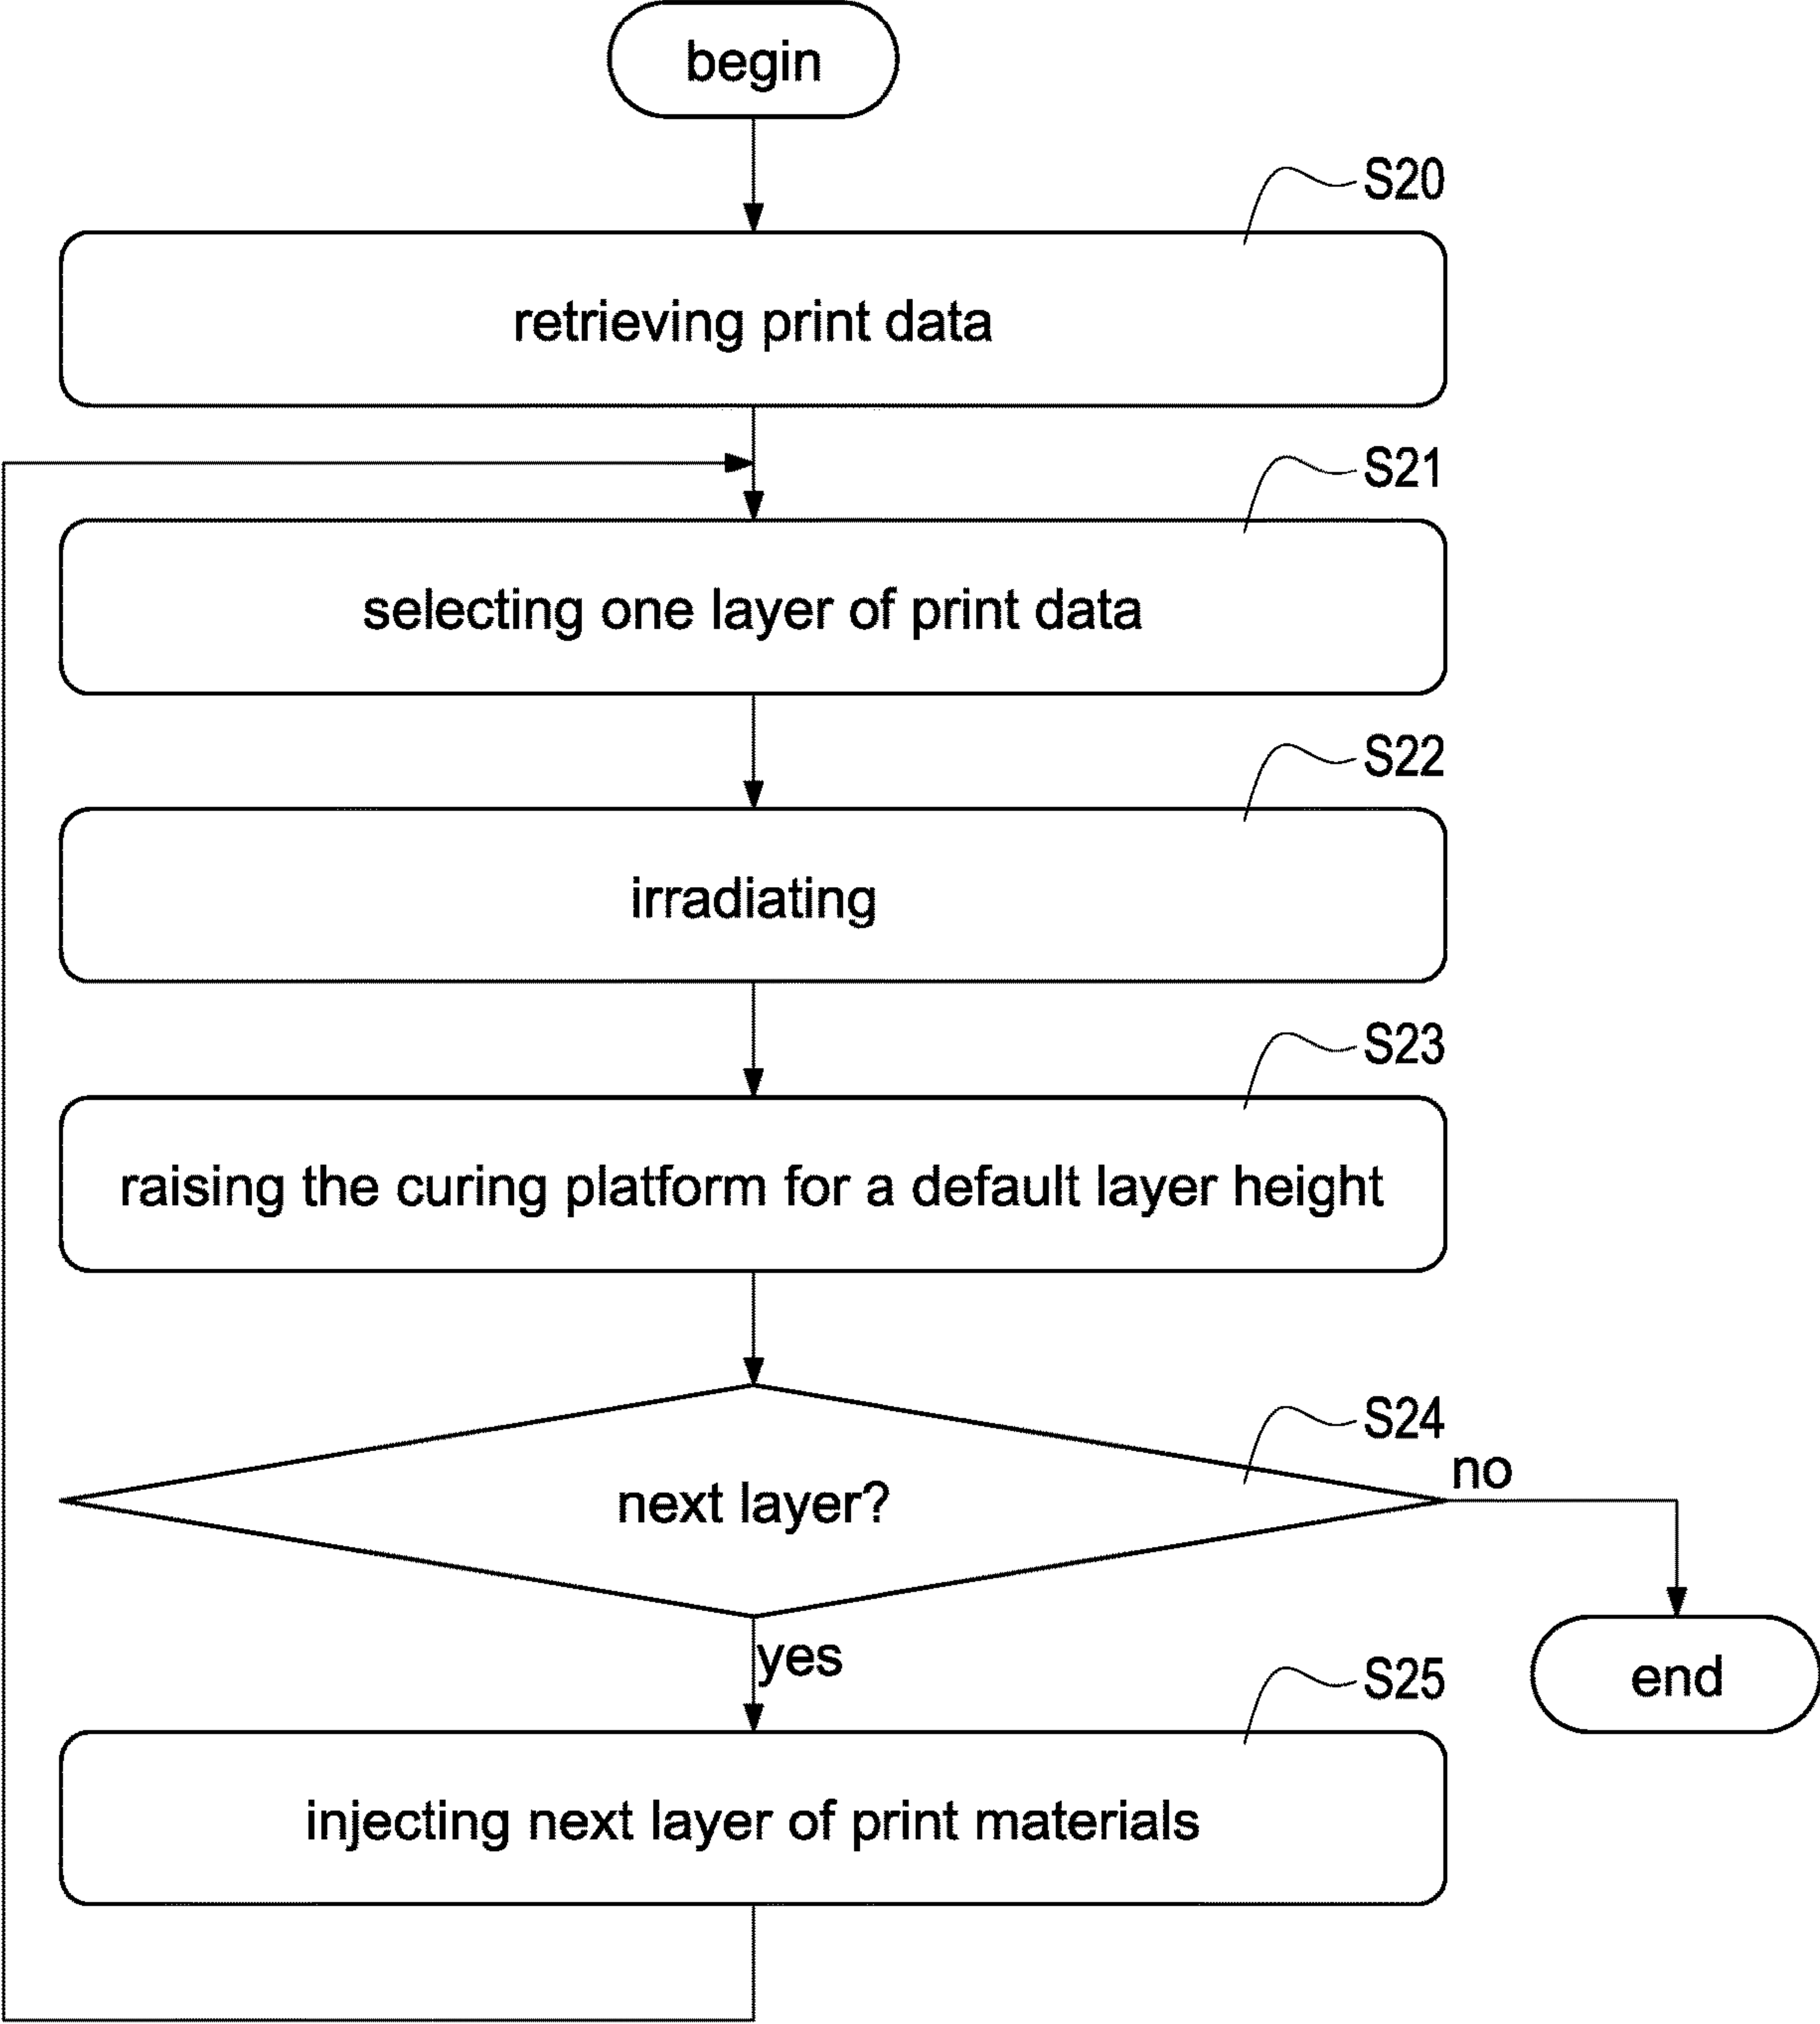 begin
S20
retrieving print data
S21
selecting one layer of print data
S22
irradiating
S23
raising the curing platform for a default layer height
S24
no
next layer?
yes
S25
end
injecting next layer of print materials